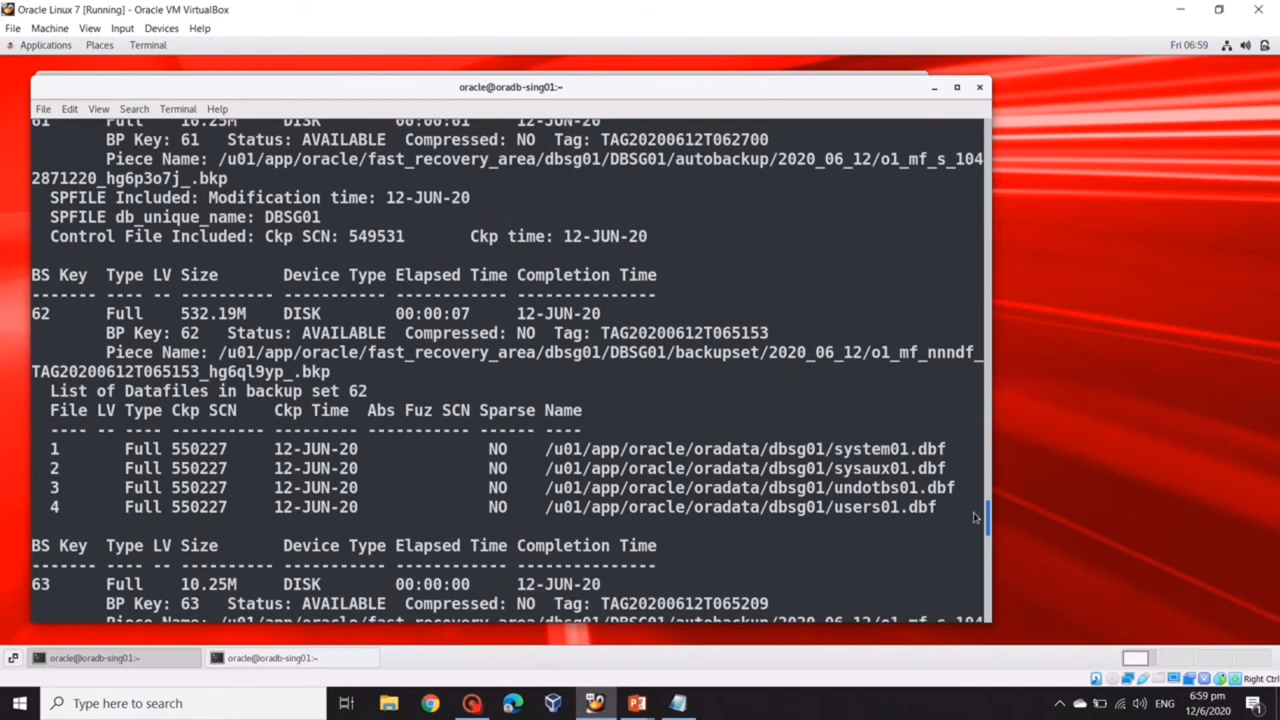 Oracle Linux 7 [Running] - Oracle VM VirtualBox
File Machine View Input Devices Help
Applications Places Terminal Fri 06:59
oracle@oradb-sing01:~
File Edit View Search Terminal Help
61 Full 10.25M DISK 00:00:01 12-JUN-20
BP Key: 61 Status: AVAILABLE Compressed: NO Tag: TAG20200612T062700
Piece Name: /u01/app/oracle/fast_recovery_area/dbsg01/DBSG01/autobackup/2020_06_12/o1_mf_s_104
2871220_hg6p3o7j_.bkp
SPFILE Included: Modification time: 12-JUN-20
SPFILE db_unique_name: DBSG01
Control File Included: Ckp SCN: 549531 Ckp time: 12-JUN-20
BS Key Type LV Size Device Type Elapsed Time Completion Time
------- ---- -- ---------- ----------- ------------ ---------------
62 Full 532.19M DISK 00:00:07 12-JUN-20
BP Key: 62 Status: AVAILABLE Compressed: NO Tag: TAG20200612T065153
Piece Name: /u01/app/oracle/fast_recovery_area/dbsg01/DBSG01/backupset/2020_06_12/o1_mf_nnndf_
TAG20200612T065153_hg6ql9yp_.bkp
List of Datafiles in backup set 62
File LV Type Ckp SCN Ckp Time Abs Fuz SCN Sparse Name
---- -- ---- ---------- --------- ----------- ------ ----
1 Full 550227 12-JUN-20 NO /u01/app/oracle/oradata/dbsg01/system01.dbf
2 Full 550227 12-JUN-20 NO /u01/app/oracle/oradata/dbsg01/sysaux01.dbf
3 Full 550227 12-JUN-20 NO /u01/app/oracle/oradata/dbsg01/undotbs01.dbf
4 Full 550227 12-JUN-20 NO /u01/app/oracle/oradata/dbsg01/users01.dbf
BS Key Type LV Size Device Type Elapsed Time Completion Time
------- ---- -- ---------- ----------- ------------ ---------------
63 Full 10.25M DISK 00:00:00 12-JUN-20
BP Key: 63 Status: AVAILABLE Compressed: NO Tag: TAG20200612T065209
Piece Name: /u01/app/oracle/fast_recovery_area/dbsg01/DBSG01/autobackup/2020_06_12/o1_mf_s_104
oracle@oradb-sing01:~ oracle@oradb-sing01:~
Right Ctrl
Type here to search
ENG
6:59 pm
12/6/2020
1